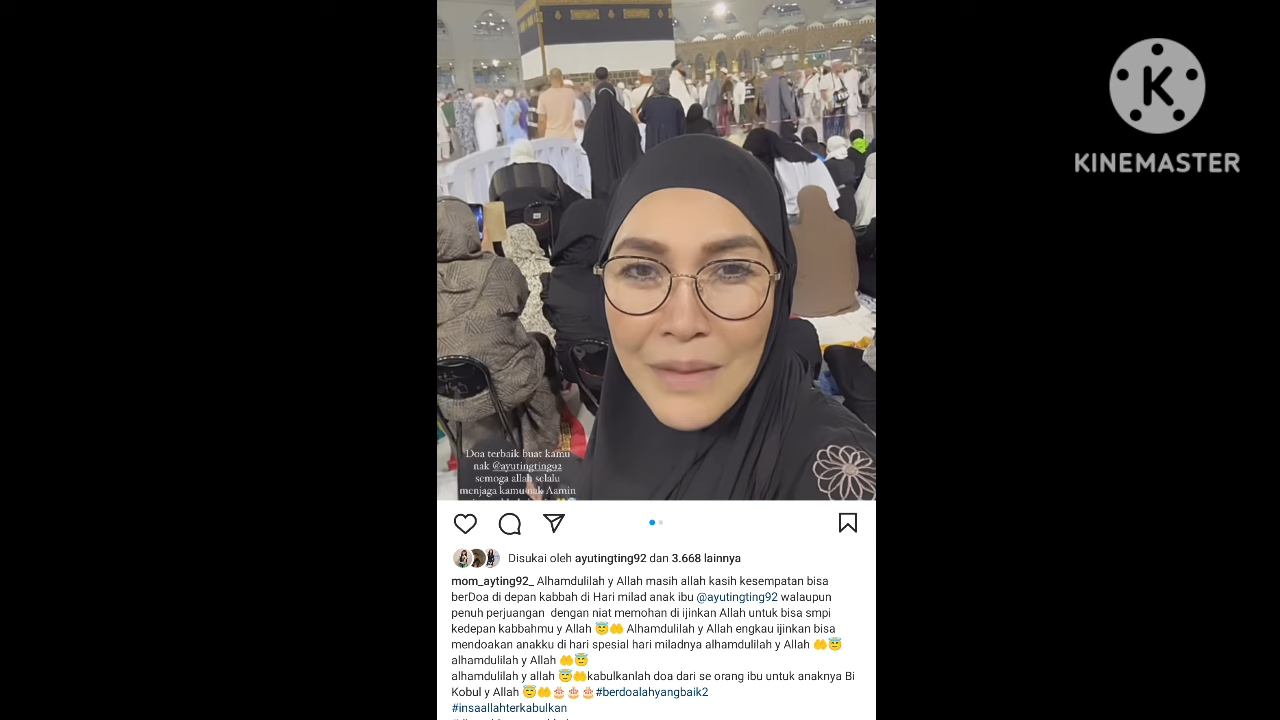 KINEMASTER
Doa terbaik buat kamu
nak @ayutingting92
semoga allah selalu
menjaga kamu nak Aamin
Disukai oleh ayutingting92 dan 3.668 lainnya
mom_ayting92_ Alhamdulilah y Allah masih allah kasih kesempatan bisa
berDoa di depan kabbah di Hari milad anak ibu @ayutingting92 walaupun
penuh perjuangan dengan niat memohan di ijinkan Allah untuk bisa smpi
kedepan kabbahmu y Allah 😇🤲 Alhamdulilah y Allah engkau ijinkan bisa
mendoakan anakku di hari spesial hari miladnya alhamdulilah y Allah 🤲😇
alhamdulilah y Allah 🤲😇
alhamdulilah y allah 😇🤲kabulkanlah doa dari se orang ibu untuk anaknya Bi
Kobul y Allah 😇🤲🎂🎂🎂#berdoalahyangbaik2
#insaallahterkabulkan